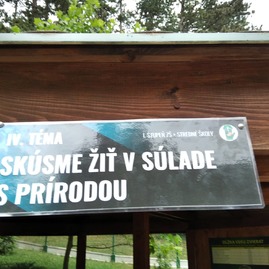 IV. TÉMA
SKÚSME ŽIŤ V SÚLADE
S PRÍRODOU